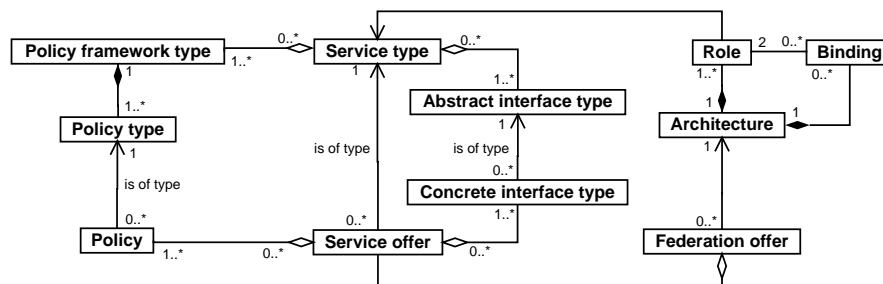 0..*
0..*
2
0..*
Policy framework type
Service type
Role
Binding
1..*
1
1
1..*
1..*
0..*
1..*
Abstract interface type
1
1
Policy type
1
Architecture
1
1
is of type
is of type
is of type
0..*
Concrete interface type
0..*
0..*
1..*
0..*
Policy
Service offer
Federation offer
1..*
0..*
0..*